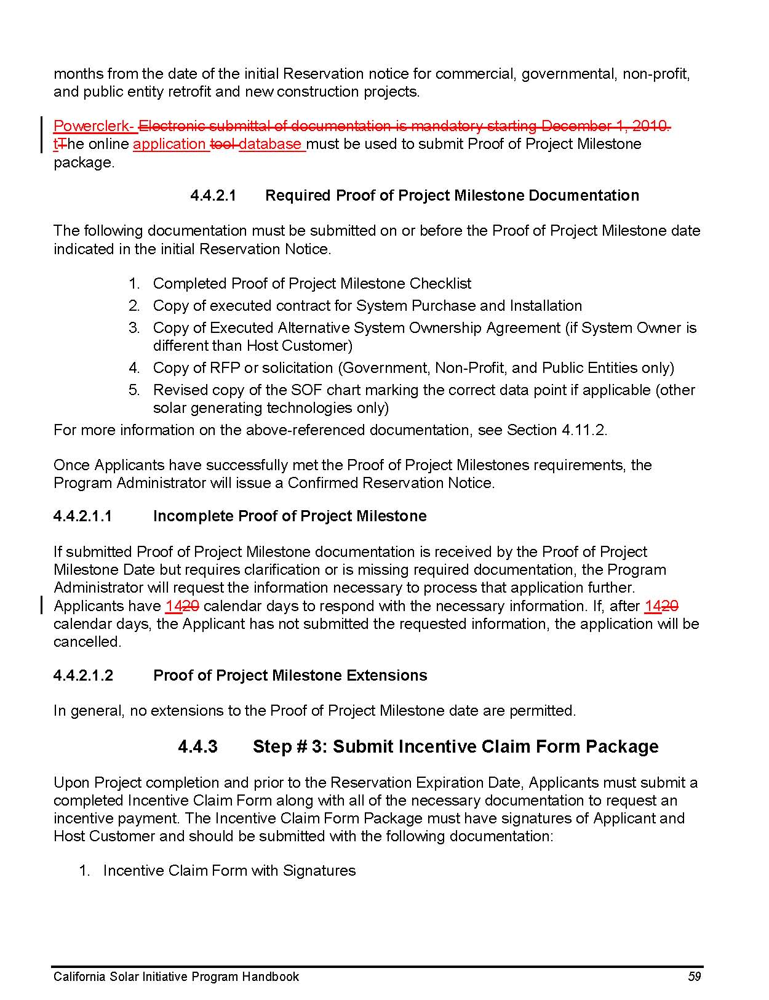 months from the date of the initial Reservation notice for commercial, governmental, non-profit,
and public entity retrofit and new construction projects.
Powerclerk- Electronic submittal of documentation is mandatory starting December 1, 2010.
tThe online application tool database must be used to submit Proof of Project Milestone
package.
4.4.2.1 Required Proof of Project Milestone Documentation
The following documentation must be submitted on or before the Proof of Project Milestone date
indicated in the initial Reservation Notice.
1. Completed Proof of Project Milestone Checklist
2. Copy of executed contract for System Purchase and Installation
3. Copy of Executed Alternative System Ownership Agreement (if System Owner is
different than Host Customer)
4. Copy of RFP or solicitation (Government, Non-Profit, and Public Entities only)
5. Revised copy of the SOF chart marking the correct data point if applicable (other
solar generating technologies only)
For more information on the above-referenced documentation, see Section 4.11.2.
Once Applicants have successfully met the Proof of Project Milestones requirements, the
Program Administrator will issue a Confirmed Reservation Notice.
4.4.2.1.1 Incomplete Proof of Project Milestone
If submitted Proof of Project Milestone documentation is received by the Proof of Project
Milestone Date but requires clarification or is missing required documentation, the Program
Administrator will request the information necessary to process that application further.
Applicants have 1420 calendar days to respond with the necessary information. If, after 1420
calendar days, the Applicant has not submitted the requested information, the application will be
cancelled.
4.4.2.1.2 Proof of Project Milestone Extensions
In general, no extensions to the Proof of Project Milestone date are permitted.
4.4.3 Step # 3: Submit Incentive Claim Form Package
Upon Project completion and prior to the Reservation Expiration Date, Applicants must submit a
completed Incentive Claim Form along with all of the necessary documentation to request an
incentive payment. The Incentive Claim Form Package must have signatures of Applicant and
Host Customer and should be submitted with the following documentation:
1. Incentive Claim Form with Signatures
California Solar Initiative Program Handbook 59